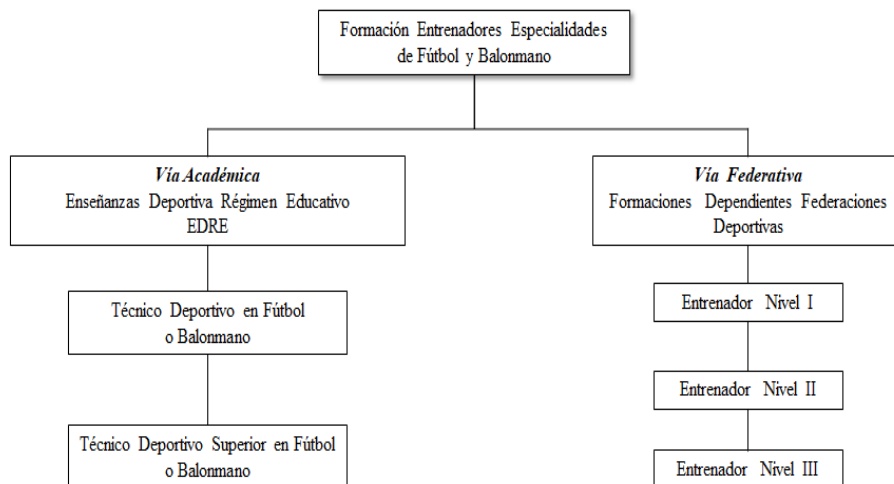 Formación Entrenadores Especialidades
de Fútbol y Balonmano
Vía Académica
Enseñanzas Deportiva Régimen Educativo
EDRE
Vía Federativa
Formaciones Dependientes Federaciones
Deportivas
Técnico Deportivo en Fútbol
o Balonmano
Entrenador Nivel I
Entrenador Nivel II
Técnico Deportivo Superior en Fútbol
o Balonmano
Entrenador Nivel III